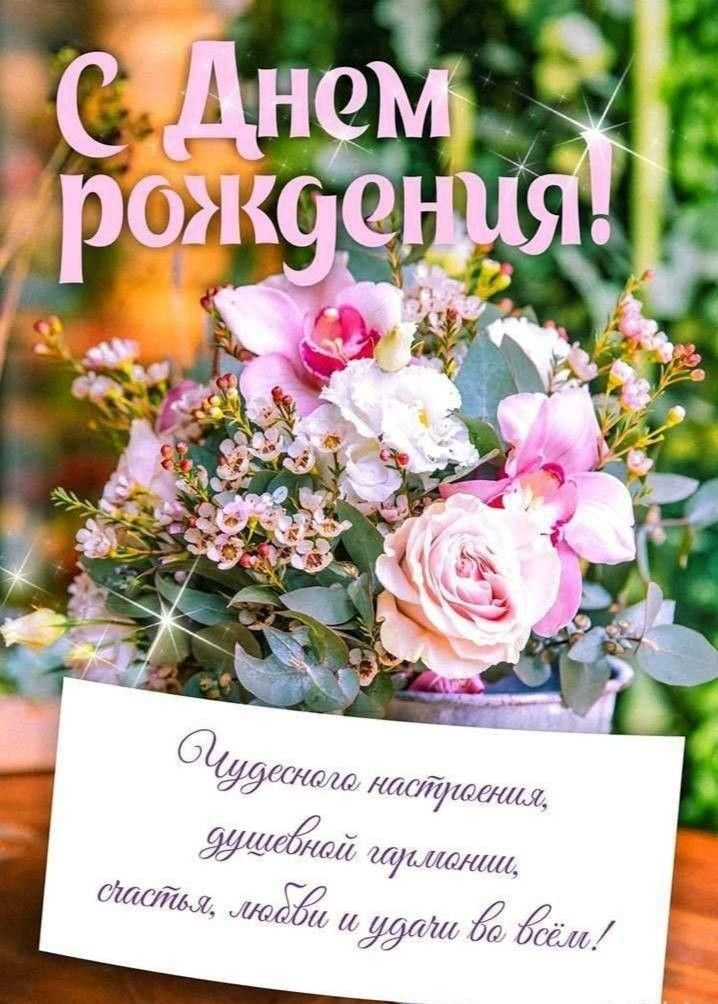 С Днем
рождения!
Чудесного настроения,
душевной гармонии,
счастья, любви и удачи во всём!